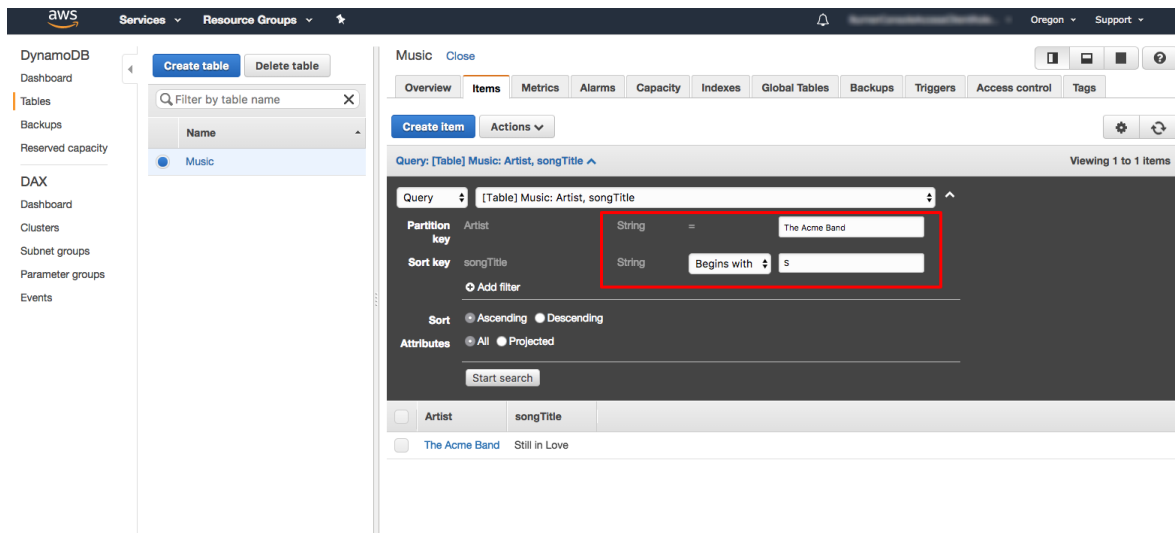 aws Services Resource Groups Oregon Support
DynamoDB
Dashboard
Tables
Backups
Reserved capacity
DAX
Dashboard
Clusters
Subnet groups
Parameter groups
Events
Create table Delete table
Filter by table name
Name
Music
Music Close
Overview Items Metrics Alarms Capacity Indexes Global Tables Backups Triggers Access control Tags
Create item Actions
Query: [Table] Music: Artist, songTitle Viewing 1 to 1 items
Query [Table] Music: Artist, songTitle
Partition key Artist String = The Acme Band
Sort key songTitle String Begins with S
Add filter
Sort Ascending Descending
Attributes All Projected
Start search
Artist songTitle
The Acme Band Still in Love